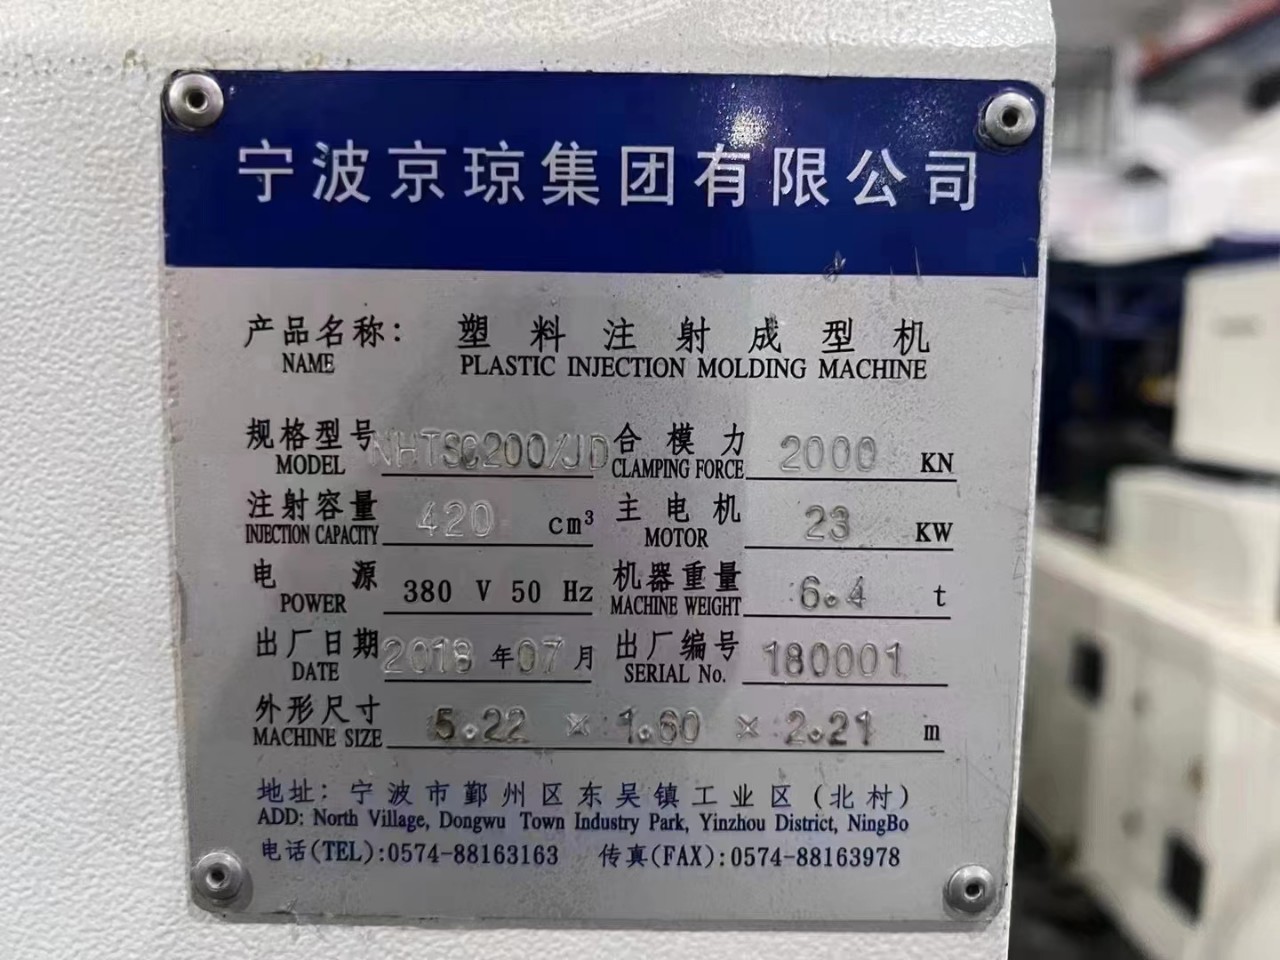 宁波京琼集团有限公司
产品名称： 塑料注射成型机
NAME PLASTIC INJECTION MOLDING MACHINE
规格型号 NHTSC200/JD 合模力 2000 KN
MODEL CLAMPING FORCE
注射容量 420 cm³ 主电机 23 KW
INJECTION CAPACITY MOTOR
电源 380 V 50 Hz 机器重量 6.4 t
POWER MACHINE WEIGHT
出厂日期 2018年07月 出厂编号 180001
DATE SERIAL No.
外形尺寸 5.22 × 1.60 × 2.21 m
MACHINE SIZE
地址：宁波市鄞州区东吴镇工业区(北村)
ADD: North Village, Dongwu Town Industry Park, Yinzhou District, NingBo
电话(TEL):0574-88163163 传真(FAX):0574-88163978